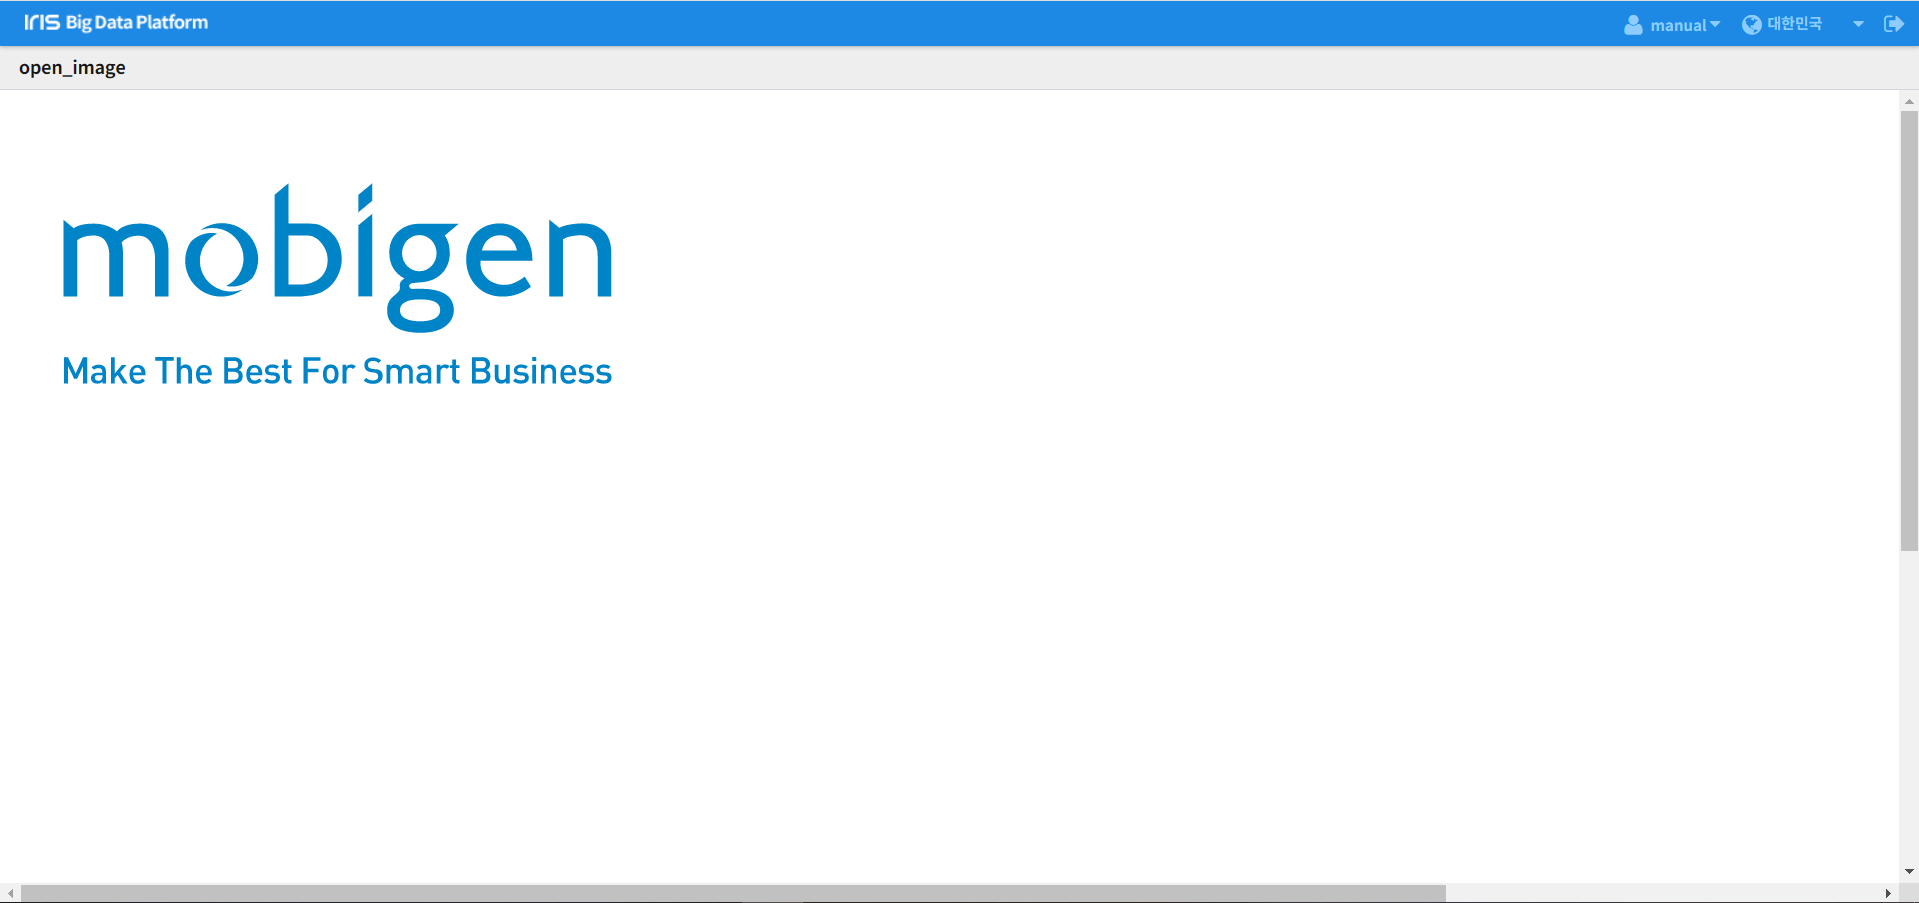 IRIS Big Data Platform
manual
대한민국
open_image
mobigen
Make The Best For Smart Business